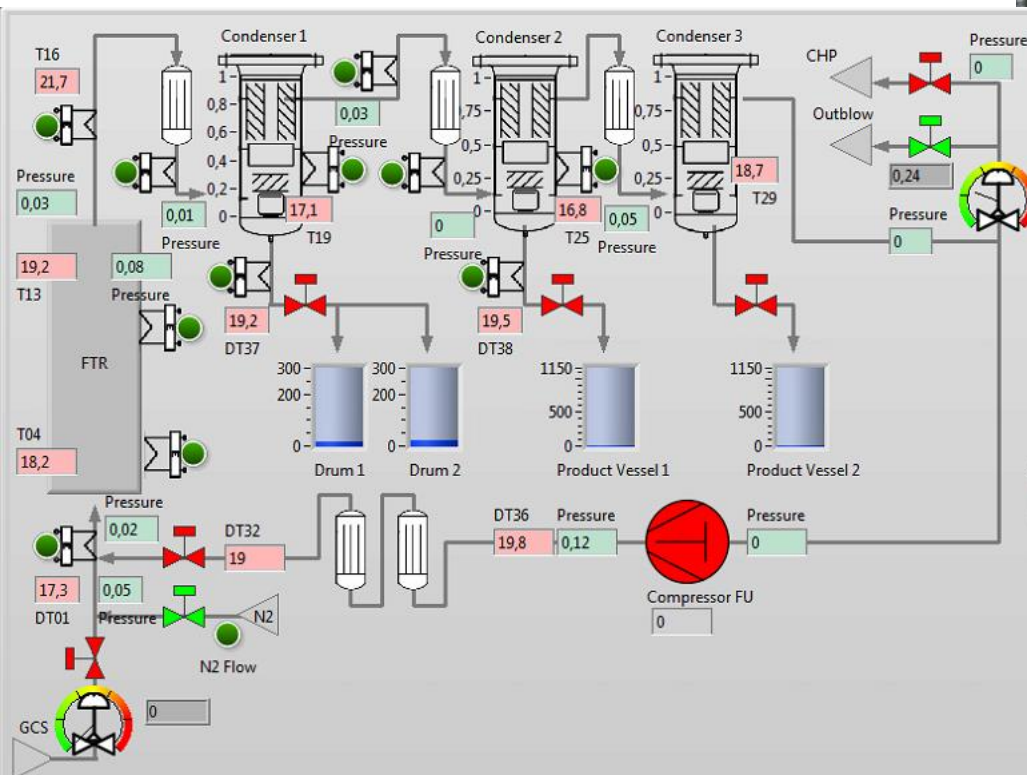 Condenser 1
Condenser 2
Condenser 3
CHP
Pressure
0
T16
21,7
Outblow
0,24
Pressure
0,03
0,03
Pressure
1
0,8
0,6
0,4
0,2
0
1
0,75
0,5
0,25
0
1
0,75
0,5
0,25
0
0,01
Pressure
17,1
T19
0
Pressure
16,8
T25
0,05
Pressure
18,7
T29
Pressure
0
19,2
T13
0,08
Pressure
FTR
19,2
DT37
19,5
DT38
300
200
0
Drum 1
300
200
0
Drum 2
1150
500
0
Product Vessel 1
1150
500
0
Product Vessel 2
T04
18,2
Pressure
0,02
DT32
19
DT36
19,8
Pressure
0,12
Pressure
0
Compressor FU
0
17,3
DT01
0,05
Pressure
N2
N2 Flow
0
GCS